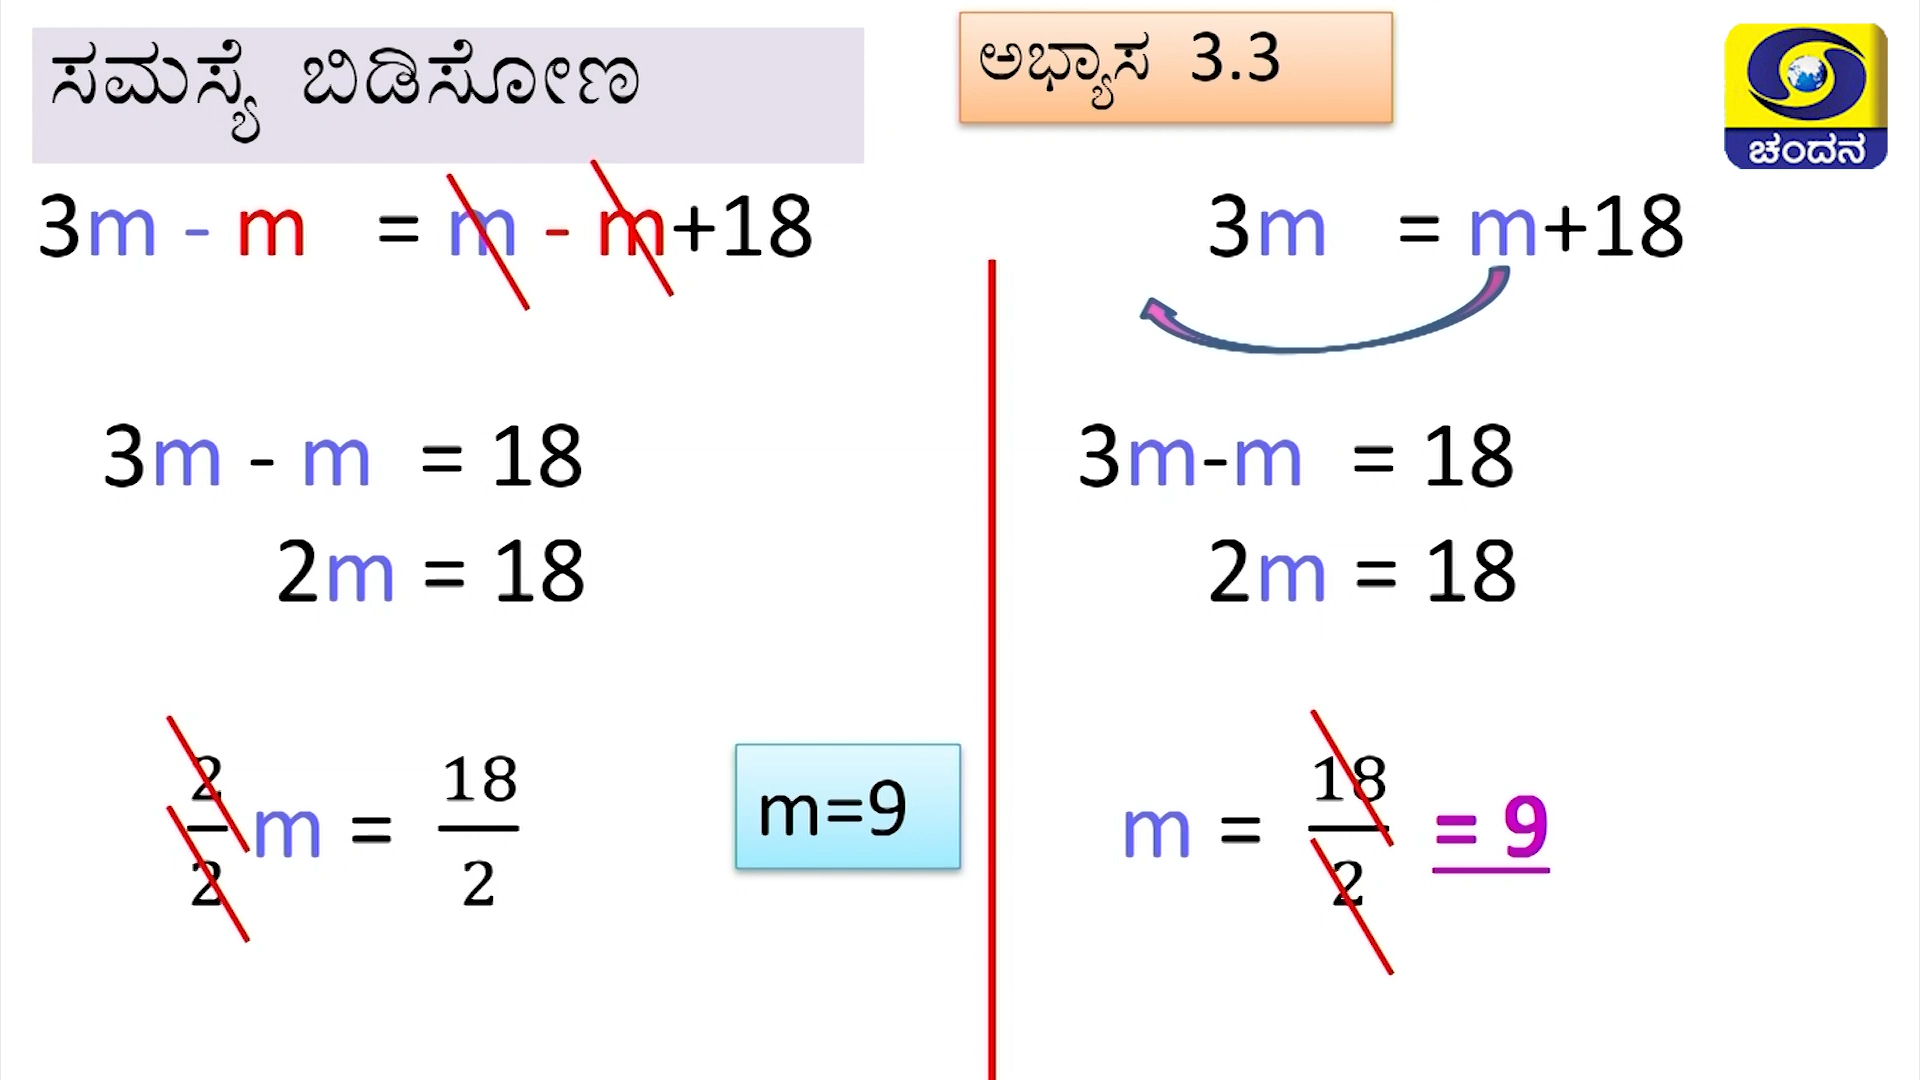 ಸಮಸ್ಯೆ ಬಿಡಿಸೋಣ
ಅಭ್ಯಾಸ 3.3
ಚಂದನ
3m - m = m - m+18
3m - m = 18
2m = 18
2/2 m = 18/2
m=9
3m = m+18
3m-m = 18
2m = 18
m = 18/2 = 9